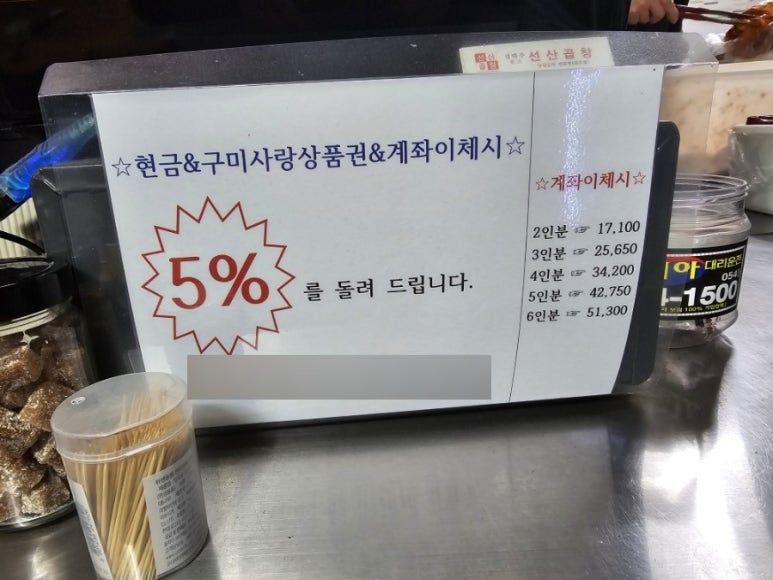 선산곱창
☆현금&구미사랑상품권&계좌이체시☆
5% 를 돌려 드립니다.
☆계좌이체시☆
2인분 ☞ 17,100
3인분 ☞ 25,650
4인분 ☞ 34,200
5인분 ☞ 42,750
6인분 ☞ 51,300
대리운전
054
-1500